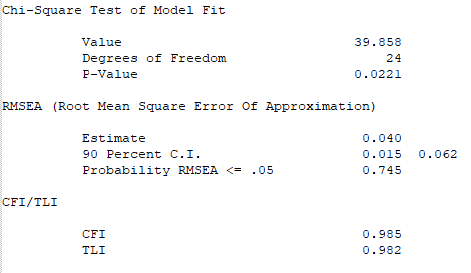 Chi-Square Test of Model Fit
Value 39.858
Degrees of Freedom 24
P-Value 0.0221
RMSEA (Root Mean Square Error Of Approximation)
Estimate 0.040
90 Percent C.I. 0.015 0.062
Probability RMSEA <= .05 0.745
CFI/TLI
CFI 0.985
TLI 0.982